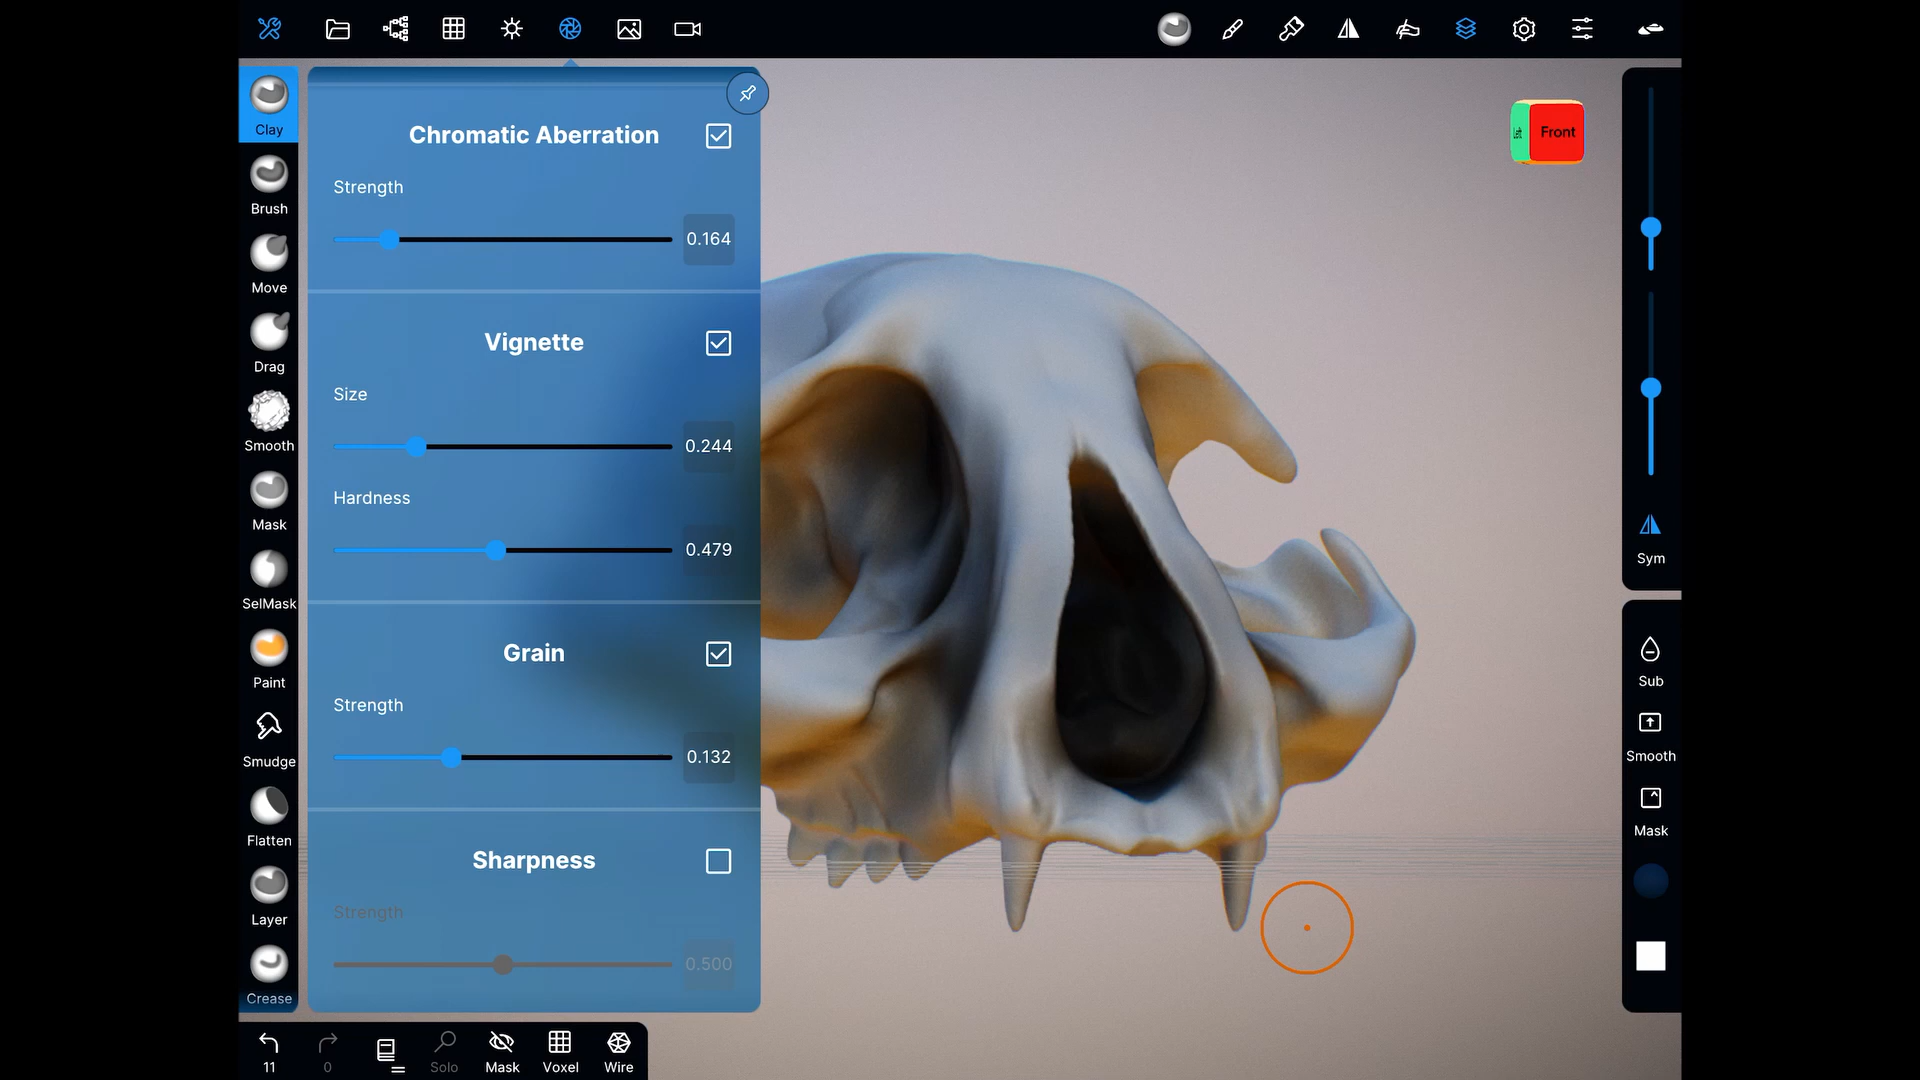 Clay
Brush
Move
Drag
Smooth
Mask
SelMask
Paint
Smudge
Flatten
Layer
Crease
Chromatic Aberration
Strength
0.164
Vignette
Size
0.244
Hardness
0.479
Grain
Strength
0.132
Sharpness
Strength
0.500
Left
Front
Sym
Sub
Smooth
Mask
11
0
Solo
Mask
Voxel
Wire